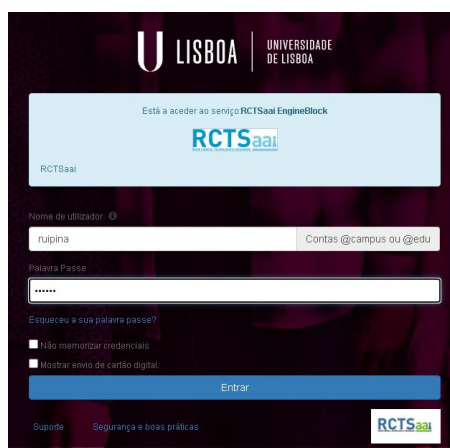 U LISBOA UNIVERSIDADE
DE LISBOA
Está a aceder ao serviço:RCTSaai EngineBlock
RCTSaai
RCTSaai
Nome de utilizador
ruipina Contas @campus ou @edu
Palavra Passe
••••••
Esqueceu a sua palavra passe?
Não memorizar credenciais
Mostrar envio de cartão digital.
Entrar
Suporte Segurança e boas práticas RCTSaai